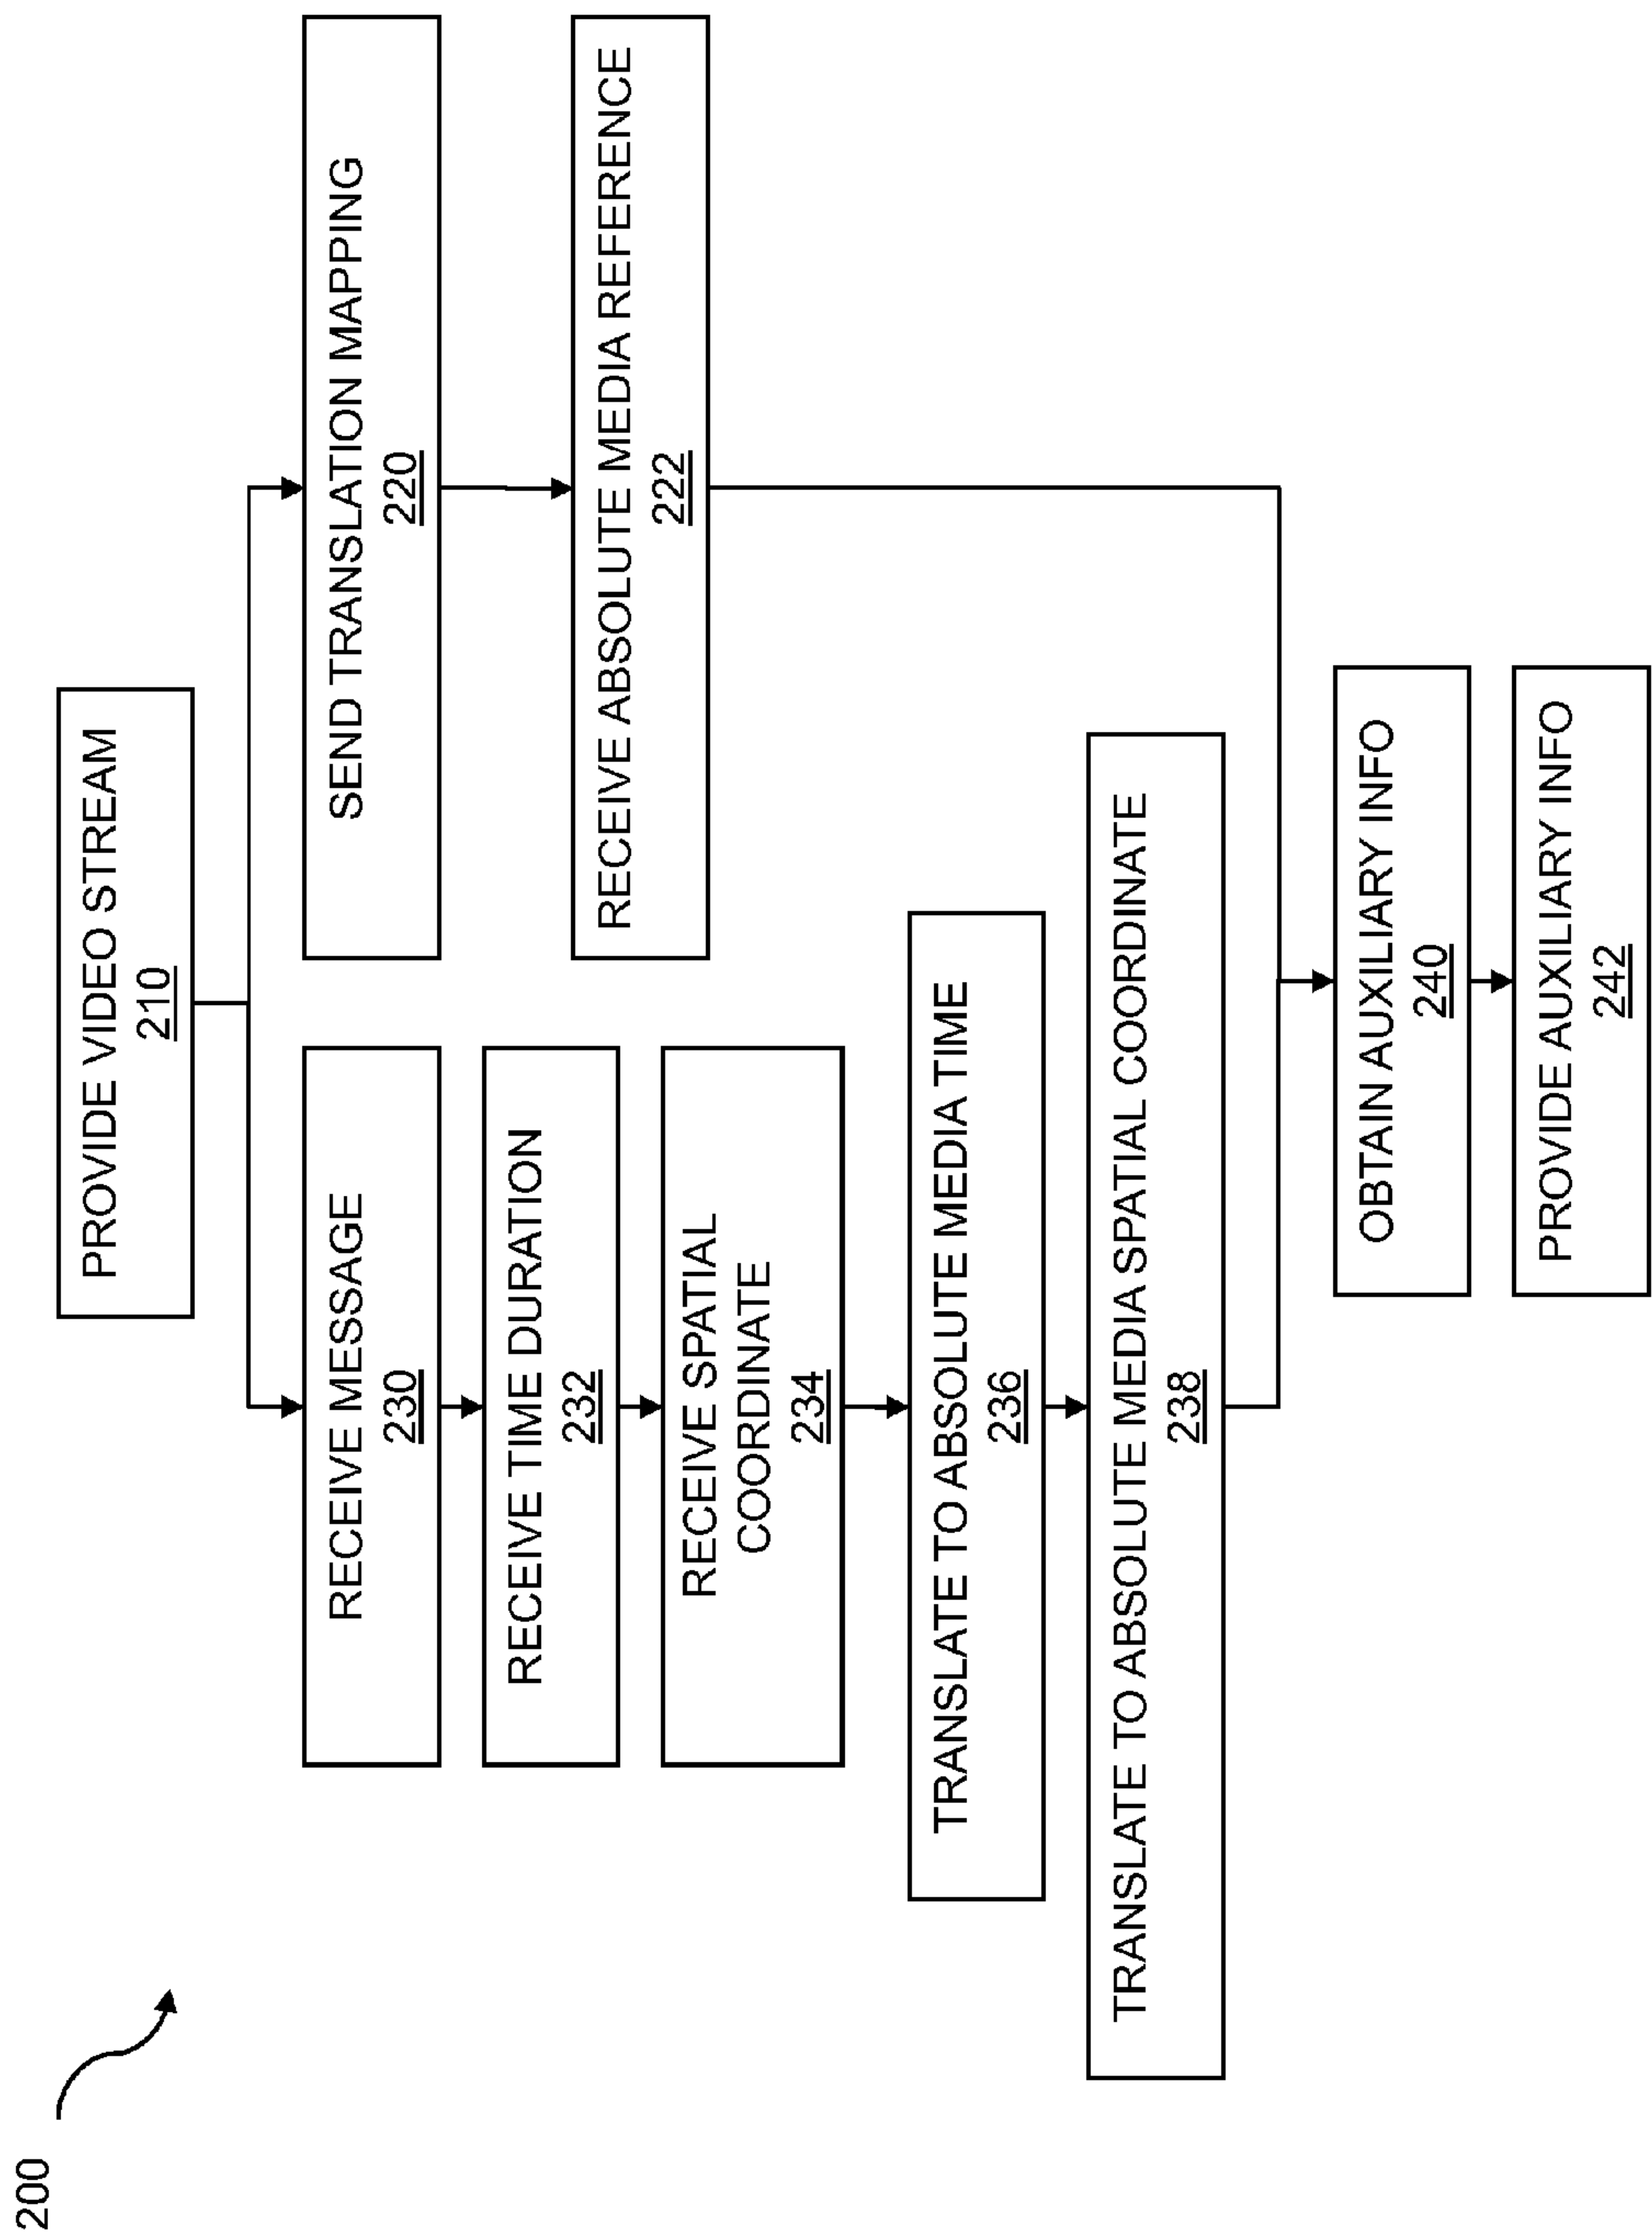 200
PROVIDE VIDEO STREAM
210
RECEIVE MESSAGE
230
RECEIVE TIME DURATION
232
RECEIVE SPATIAL
COORDINATE
234
TRANSLATE TO ABSOLUTE MEDIA TIME
236
TRANSLATE TO ABSOLUTE MEDIA SPATIAL COORDINATE
238
SEND TRANSLATION MAPPING
220
RECEIVE ABSOLUTE MEDIA REFERENCE
222
OBTAIN AUXILIARY INFO
240
PROVIDE AUXILIARY INFO
242